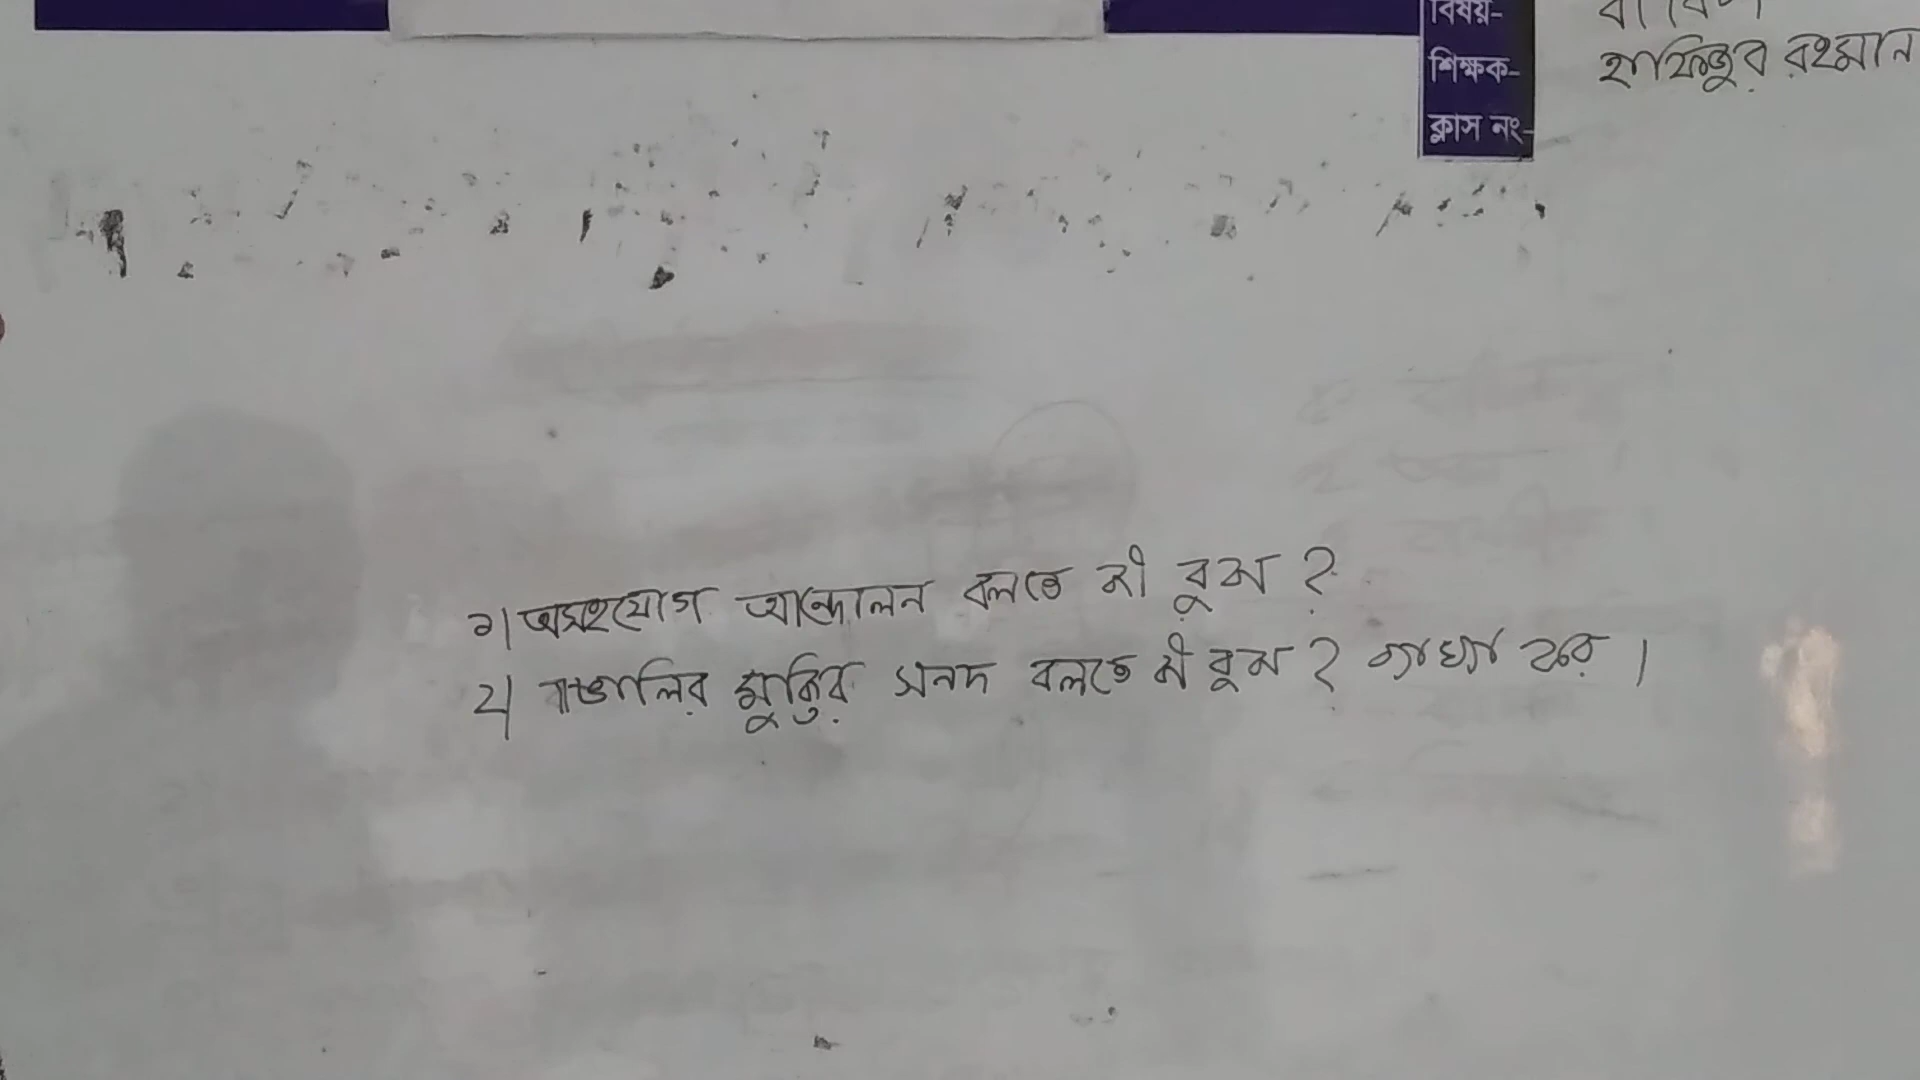 বিষয়-
শিক্ষক- হাফিজুর রহমান
ক্লাস নং-
১। অসহযোগ আন্দোলন বলতে কী বুঝ ?
২। বাঙালির মুক্তির সনদ বলতে কী বুঝ ? ব্যাখ্যা কর ।